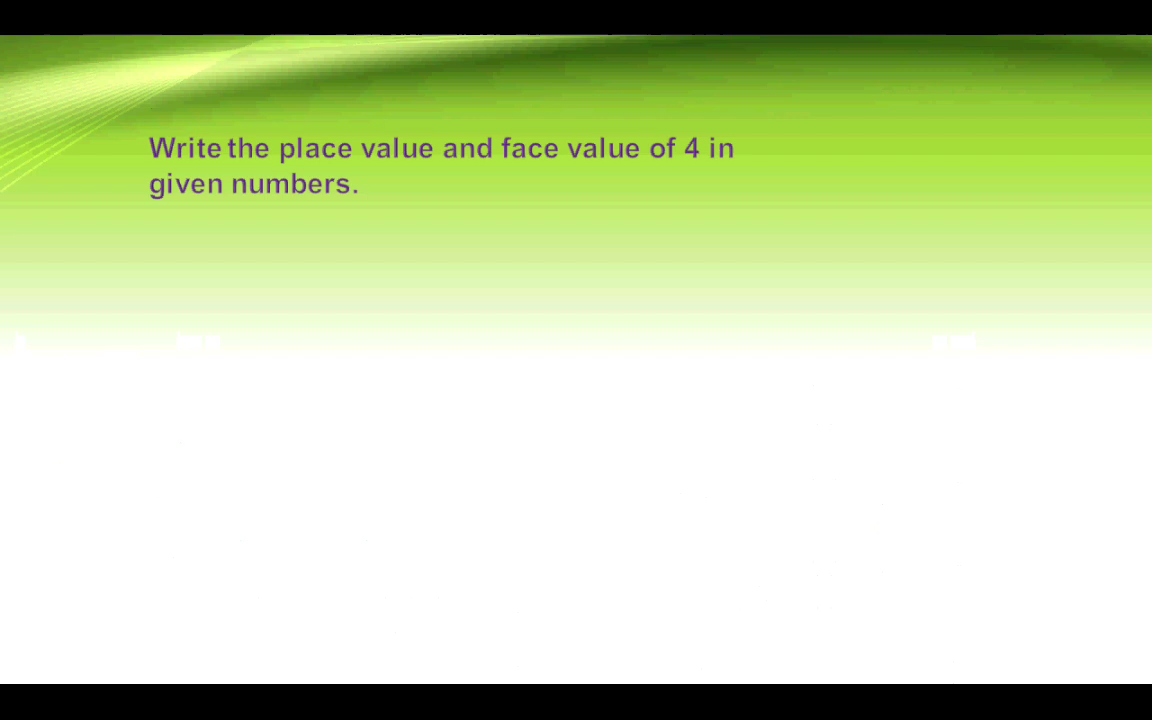 Write the place value and face value of 4 in
given numbers.